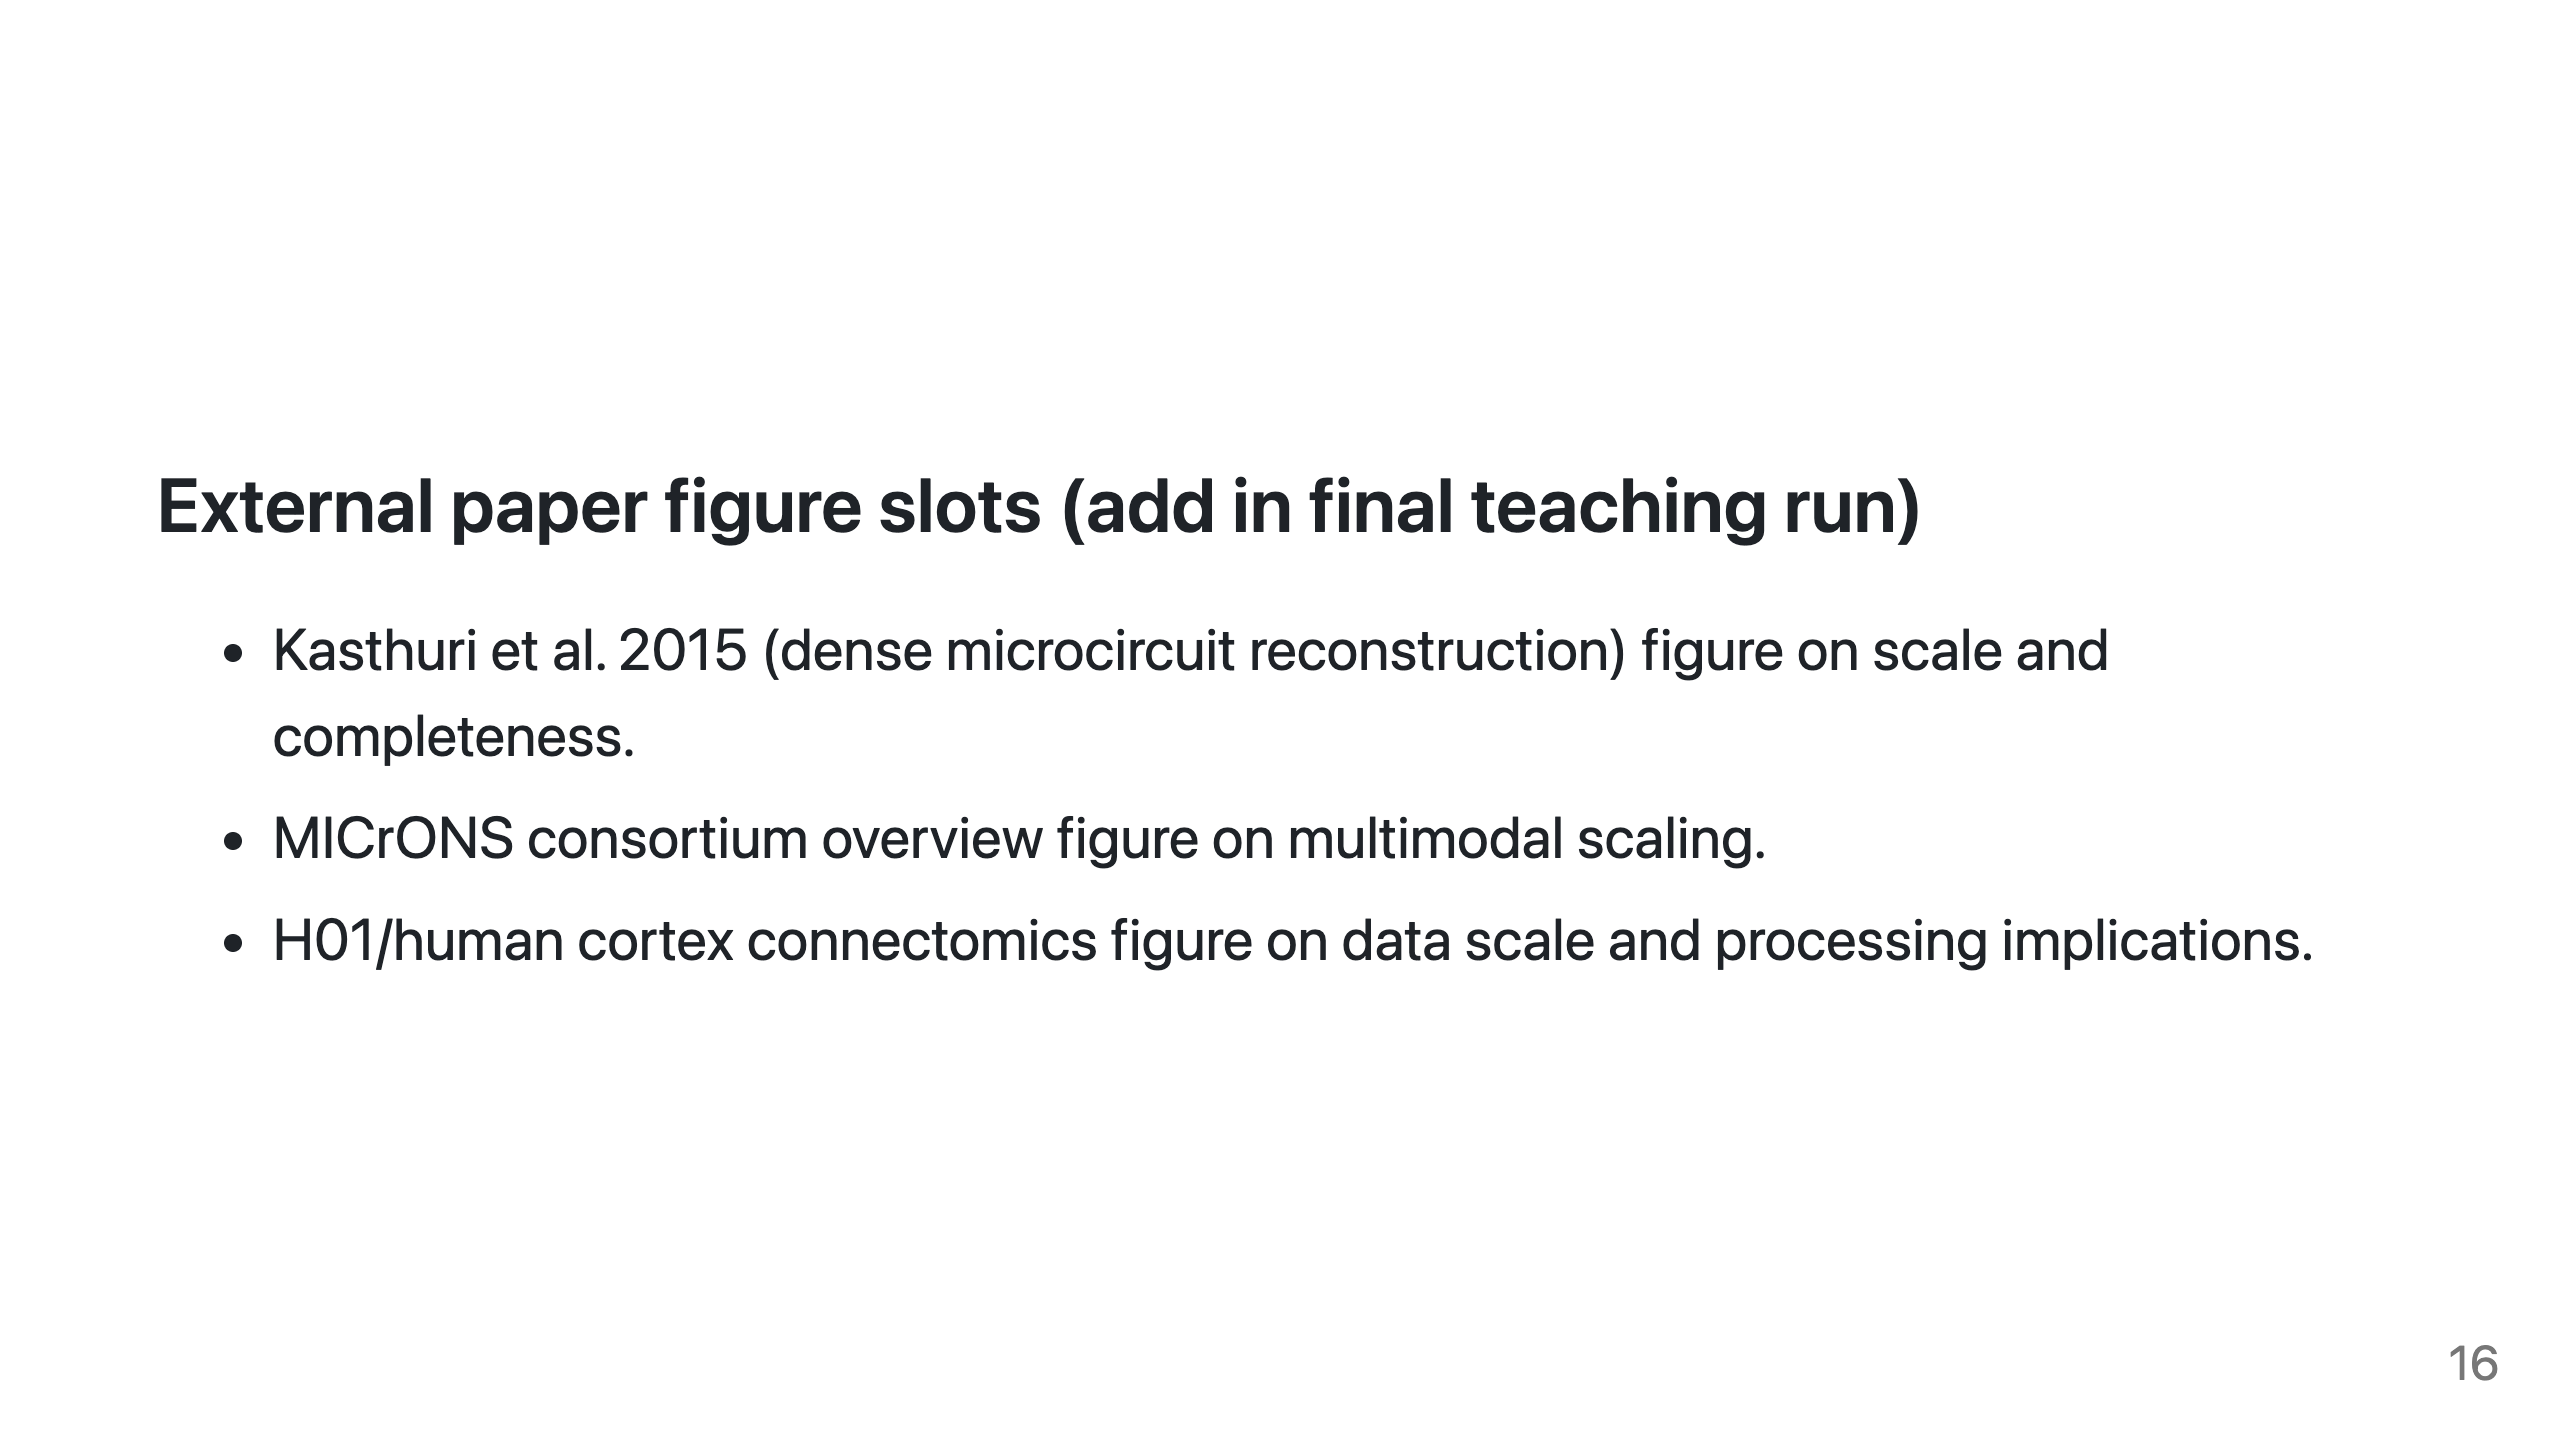 External paper figure slots (add in final teaching run)
• Kasthuri et al. 2015 (dense microcircuit reconstruction) figure on scale and
completeness.
• MICrONS consortium overview figure on multimodal scaling.
• H01/human cortex connectomics figure on data scale and processing implications.
16